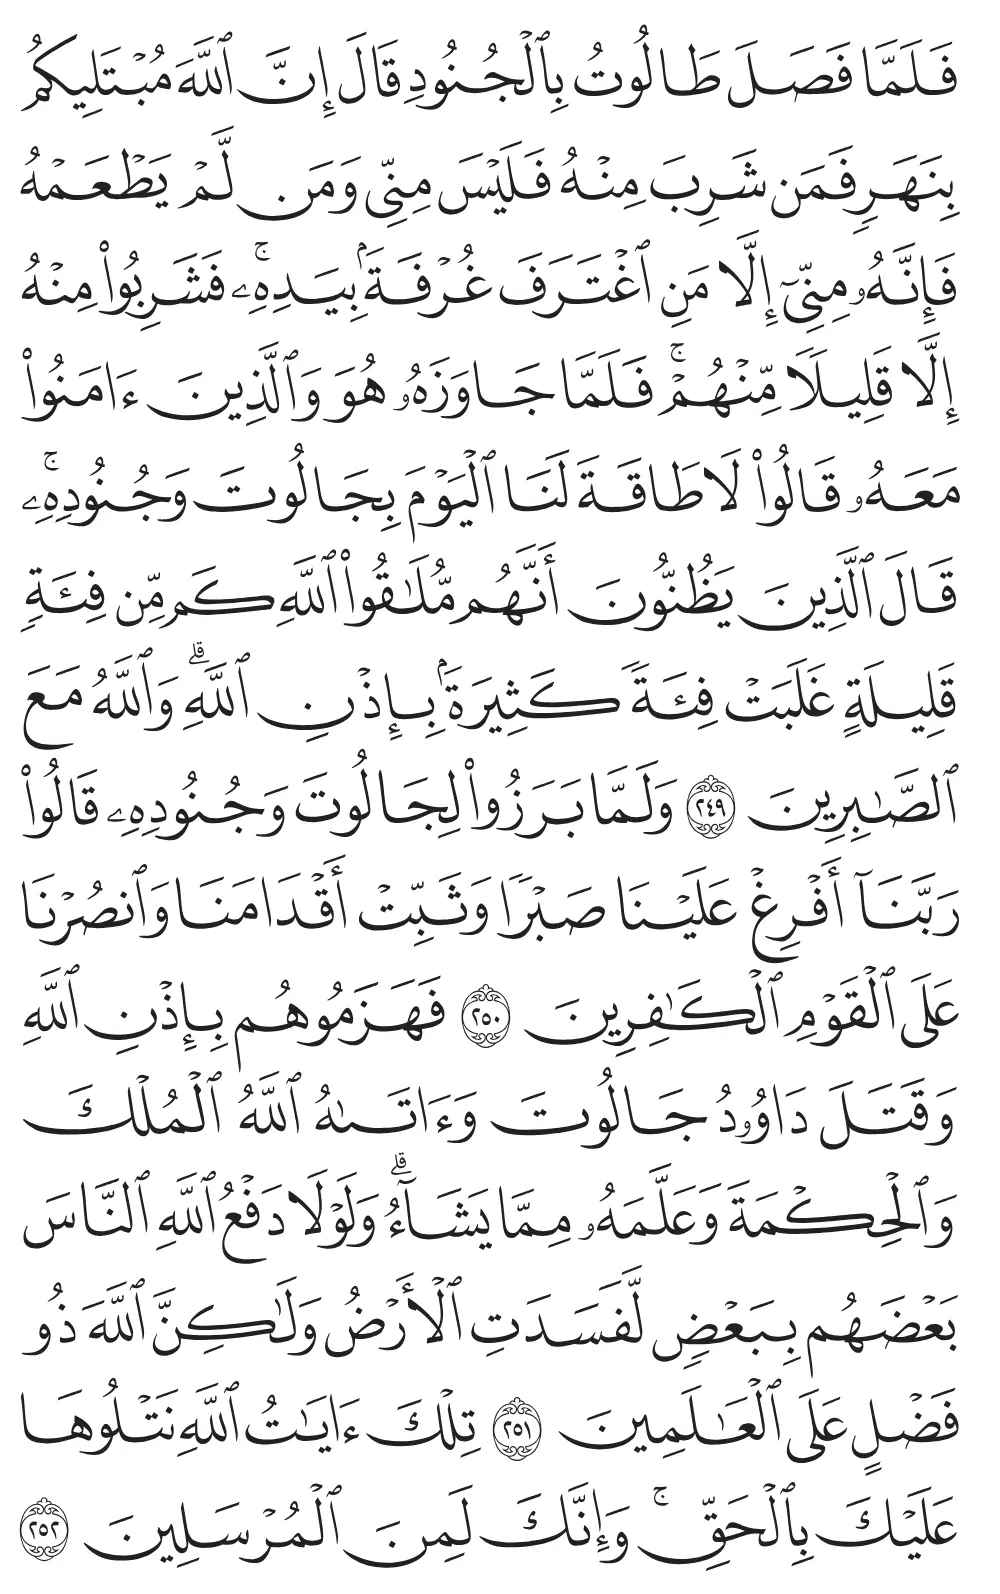 فَلَمَّا فَصَلَ طَالُوتُ بِٱلْجُنُودِ قَالَ إِنَّ ٱللَّهَ مُبْتَلِيكُم
بِنَهَرٍ فَمَن شَرِبَ مِنْهُ فَلَيْسَ مِنِّي وَمَن لَّمْ يَطْعَمْهُ
فَإِنَّهُۥ مِنِّيٓ إِلَّا مَنِ ٱغْتَرَفَ غُرْفَةَۢ بِيَدِهِۦۚ فَشَرِبُوا۟ مِنْهُ
إِلَّا قَلِيلًا مِّنْهُمْۚ فَلَمَّا جَاوَزَهُۥ هُوَ وَٱلَّذِينَ ءَامَنُوا۟
مَعَهُۥ قَالُوا۟ لَا طَاقَةَ لَنَا ٱلْيَوْمَ بِجَالُوتَ وَجُنُودِهِۦۚ
قَالَ ٱلَّذِينَ يَظُنُّونَ أَنَّهُم مُّلَٰقُوا۟ ٱللَّهِ كَم مِّن فِئَةٍ
قَلِيلَةٍ غَلَبَتْ فِئَةً كَثِيرَةَۢ بِإِذْنِ ٱللَّهِۗ وَٱللَّهُ مَعَ
ٱلصَّٰبِرِينَ ٢٤٩ وَلَمَّا بَرَزُوا۟ لِجَالُوتَ وَجُنُودِهِۦ قَالُوا۟
رَبَّنَآ أَفْرِغْ عَلَيْنَا صَبْرًا وَثَبِّتْ أَقْدَامَنَا وَٱنصُرْنَا
عَلَى ٱلْقَوْمِ ٱلْكَٰفِرِينَ ٢٥٠ فَهَزَمُوهُم بِإِذْنِ ٱللَّهِ
وَقَتَلَ دَاوُۥدُ جَالُوتَ وَءَاتَىٰهُ ٱللَّهُ ٱلْمُلْكَ
وَٱلْحِكْمَةَ وَعَلَّمَهُۥ مِمَّا يَشَآءُۗ وَلَوْلَا دَفْعُ ٱللَّهِ ٱلنَّاسَ
بَعْضَهُم بِبَعْضٍ لَّفَسَدَتِ ٱلْأَرْضُ وَلَٰكِنَّ ٱللَّهَ ذُو
فَضْلٍ عَلَى ٱلْعَٰلَمِينَ ٢٥١ تِلْكَ ءَايَٰتُ ٱللَّهِ نَتْلُوهَا
عَلَيْكَ بِٱلْحَقِّۚ وَإِنَّكَ لَمِنَ ٱلْمُرْسَلِينَ ٢٥٢